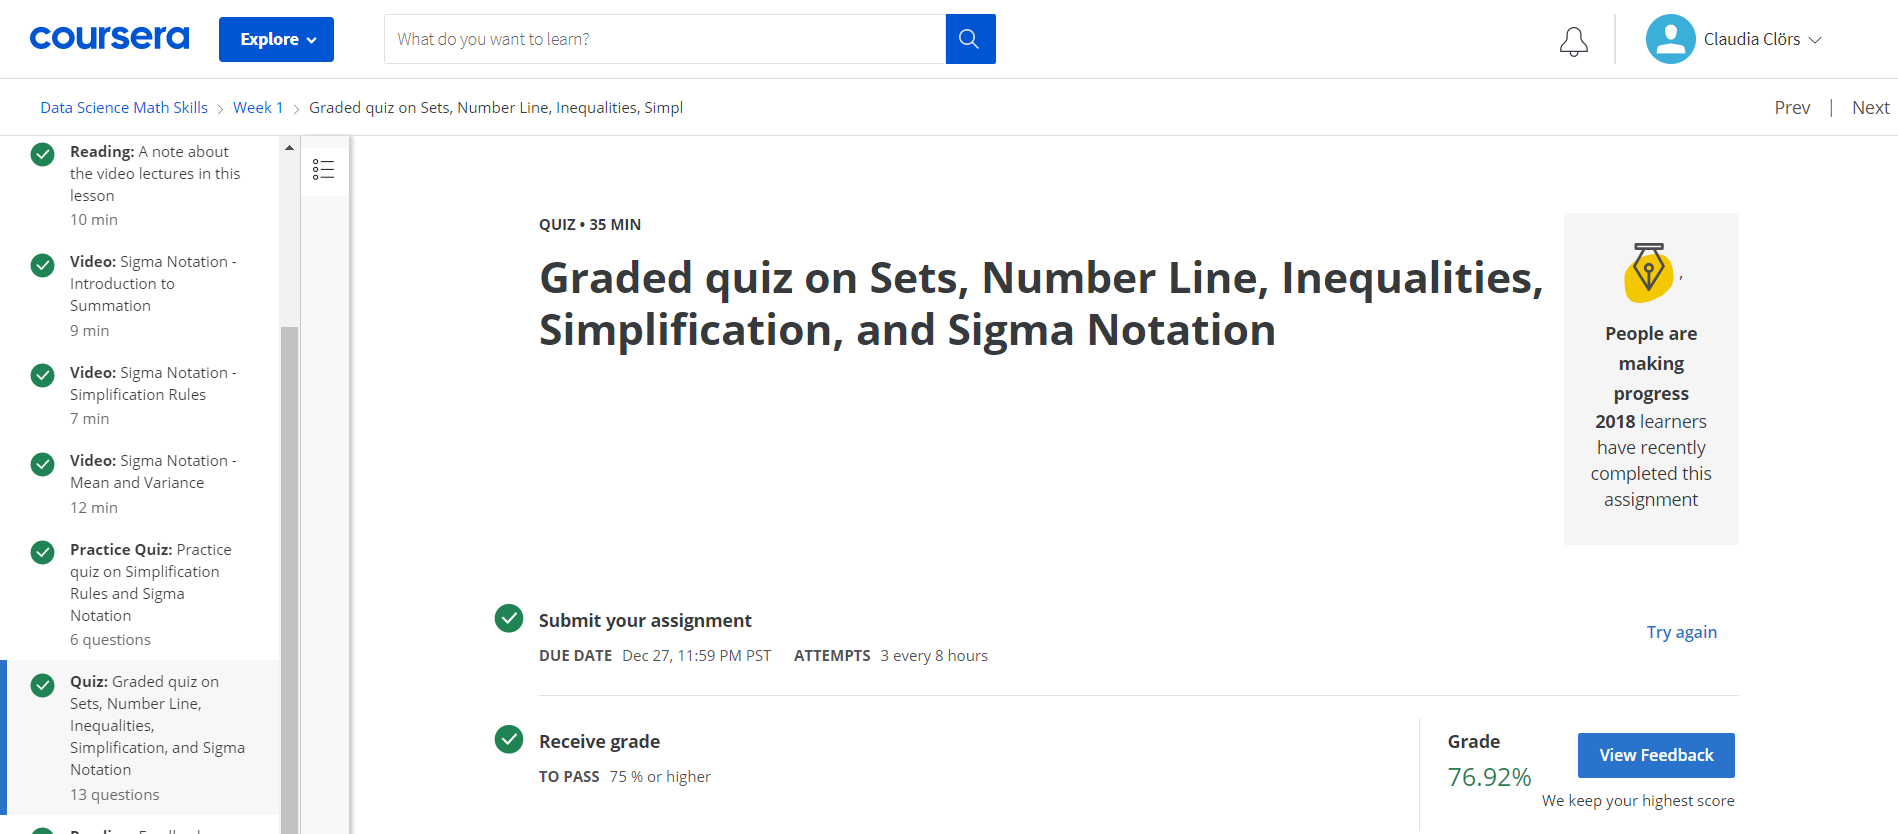 coursera
Explore
What do you want to learn?
Claudia Clörs
Data Science Math Skills > Week 1 > Graded quiz on Sets, Number Line, Inequalities, Simpl
Prev | Next
Reading: A note about
the video lectures in this
lesson
10 min
Video: Sigma Notation -
Introduction to
Summation
9 min
Video: Sigma Notation -
Simplification Rules
7 min
Video: Sigma Notation -
Mean and Variance
12 min
Practice Quiz: Practice
quiz on Simplification
Rules and Sigma
Notation
6 questions
Quiz: Graded quiz on
Sets, Number Line,
Inequalities,
Simplification, and Sigma
Notation
13 questions
QUIZ • 35 MIN
Graded quiz on Sets, Number Line, Inequalities,
Simplification, and Sigma Notation
,
People are
making
progress
2018 learners
have recently
completed this
assignment
Submit your assignment
DUE DATE Dec 27, 11:59 PM PST ATTEMPTS 3 every 8 hours
Try again
Receive grade
TO PASS 75 % or higher
Grade
76.92%
View Feedback
We keep your highest score